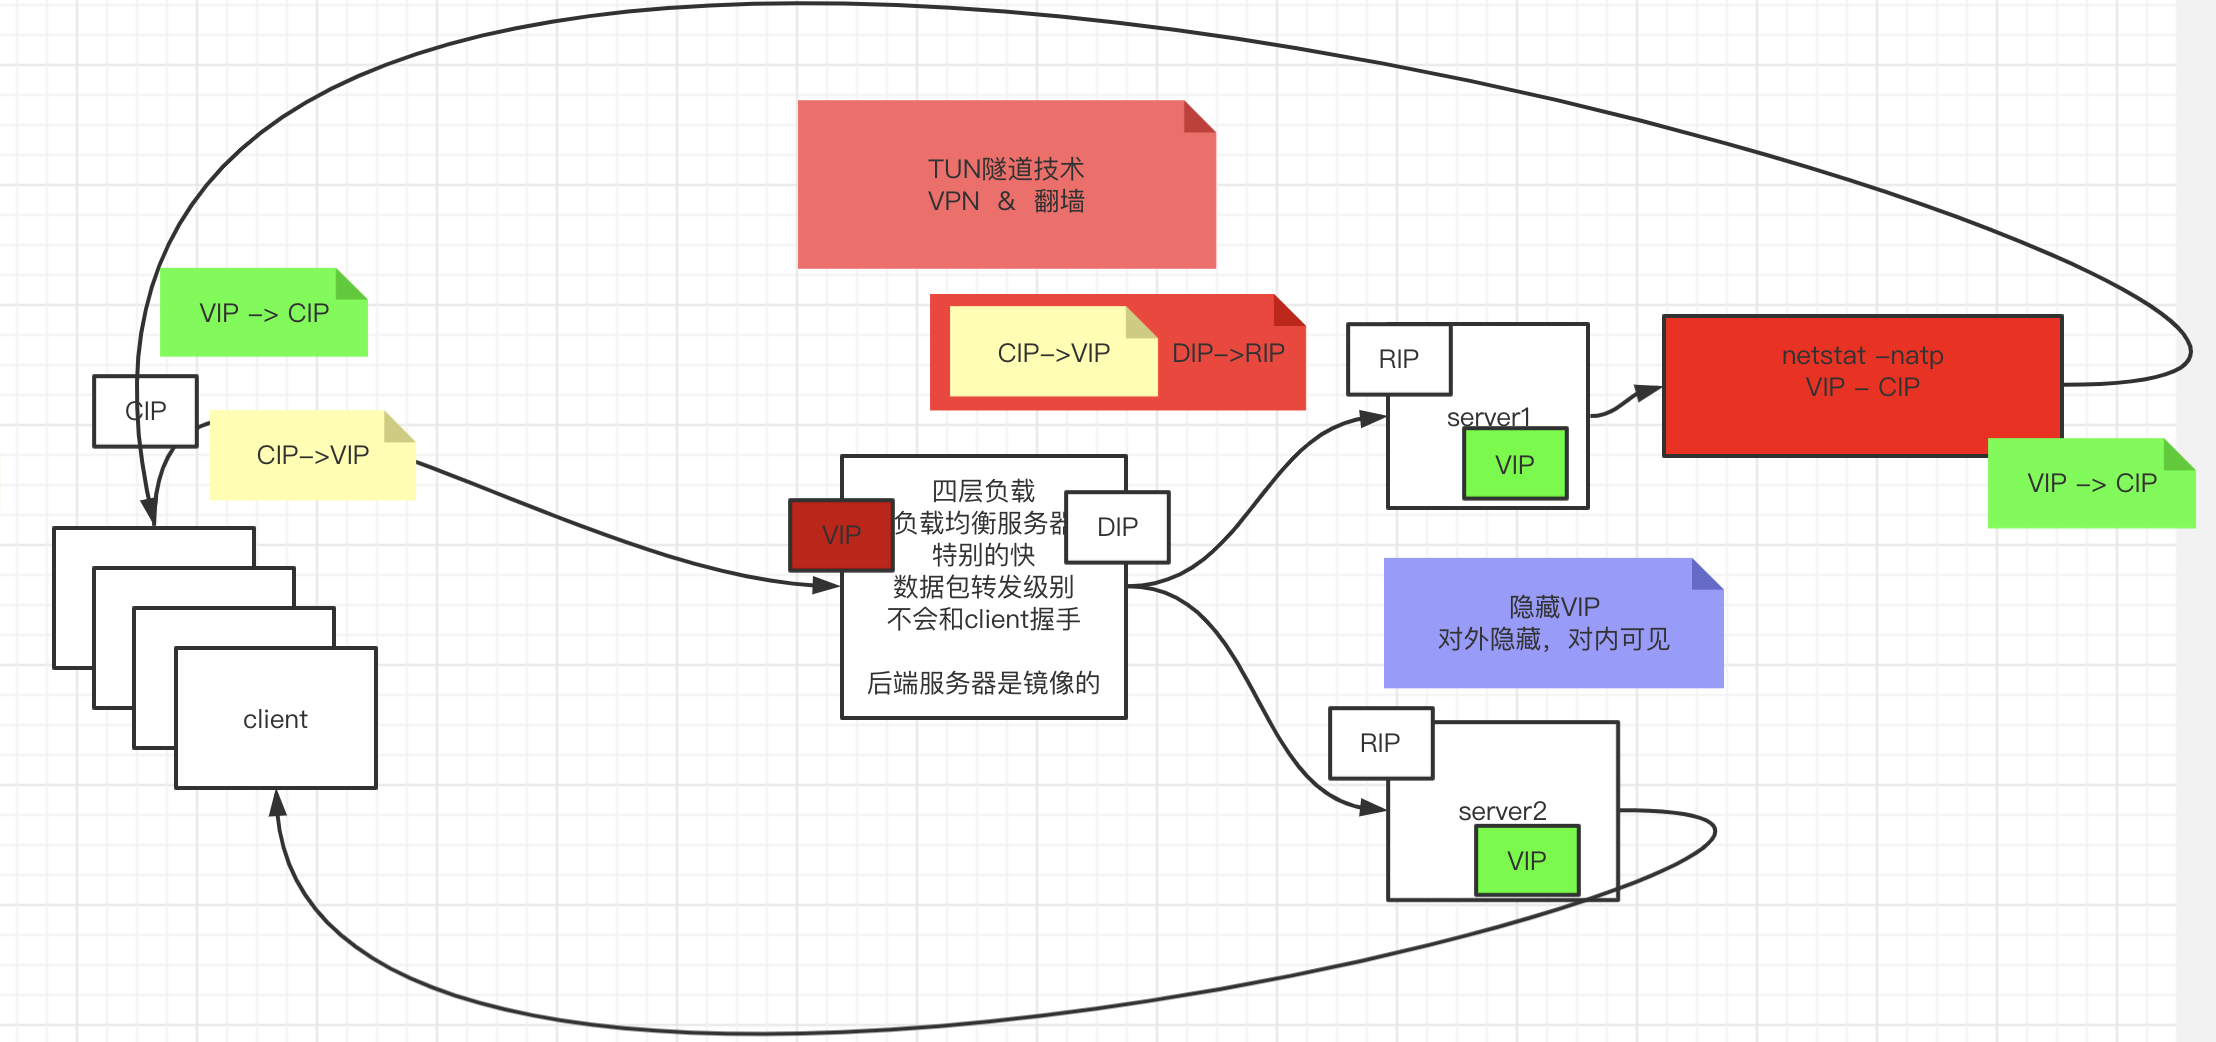 TUN隧道技术
VPN & 翻墙
VIP -> CIP
CIP->VIP
DIP->RIP
RIP
netstat -natp
VIP - CIP
CIP
server1
CIP->VIP
VIP
VIP -> CIP
四层负载
负载均衡服务器
特别的快
数据包转发级别
不会和client握手
后端服务器是镜像的
VIP
DIP
隐藏VIP
对外隐藏，对内可见
client
RIP
server2
VIP